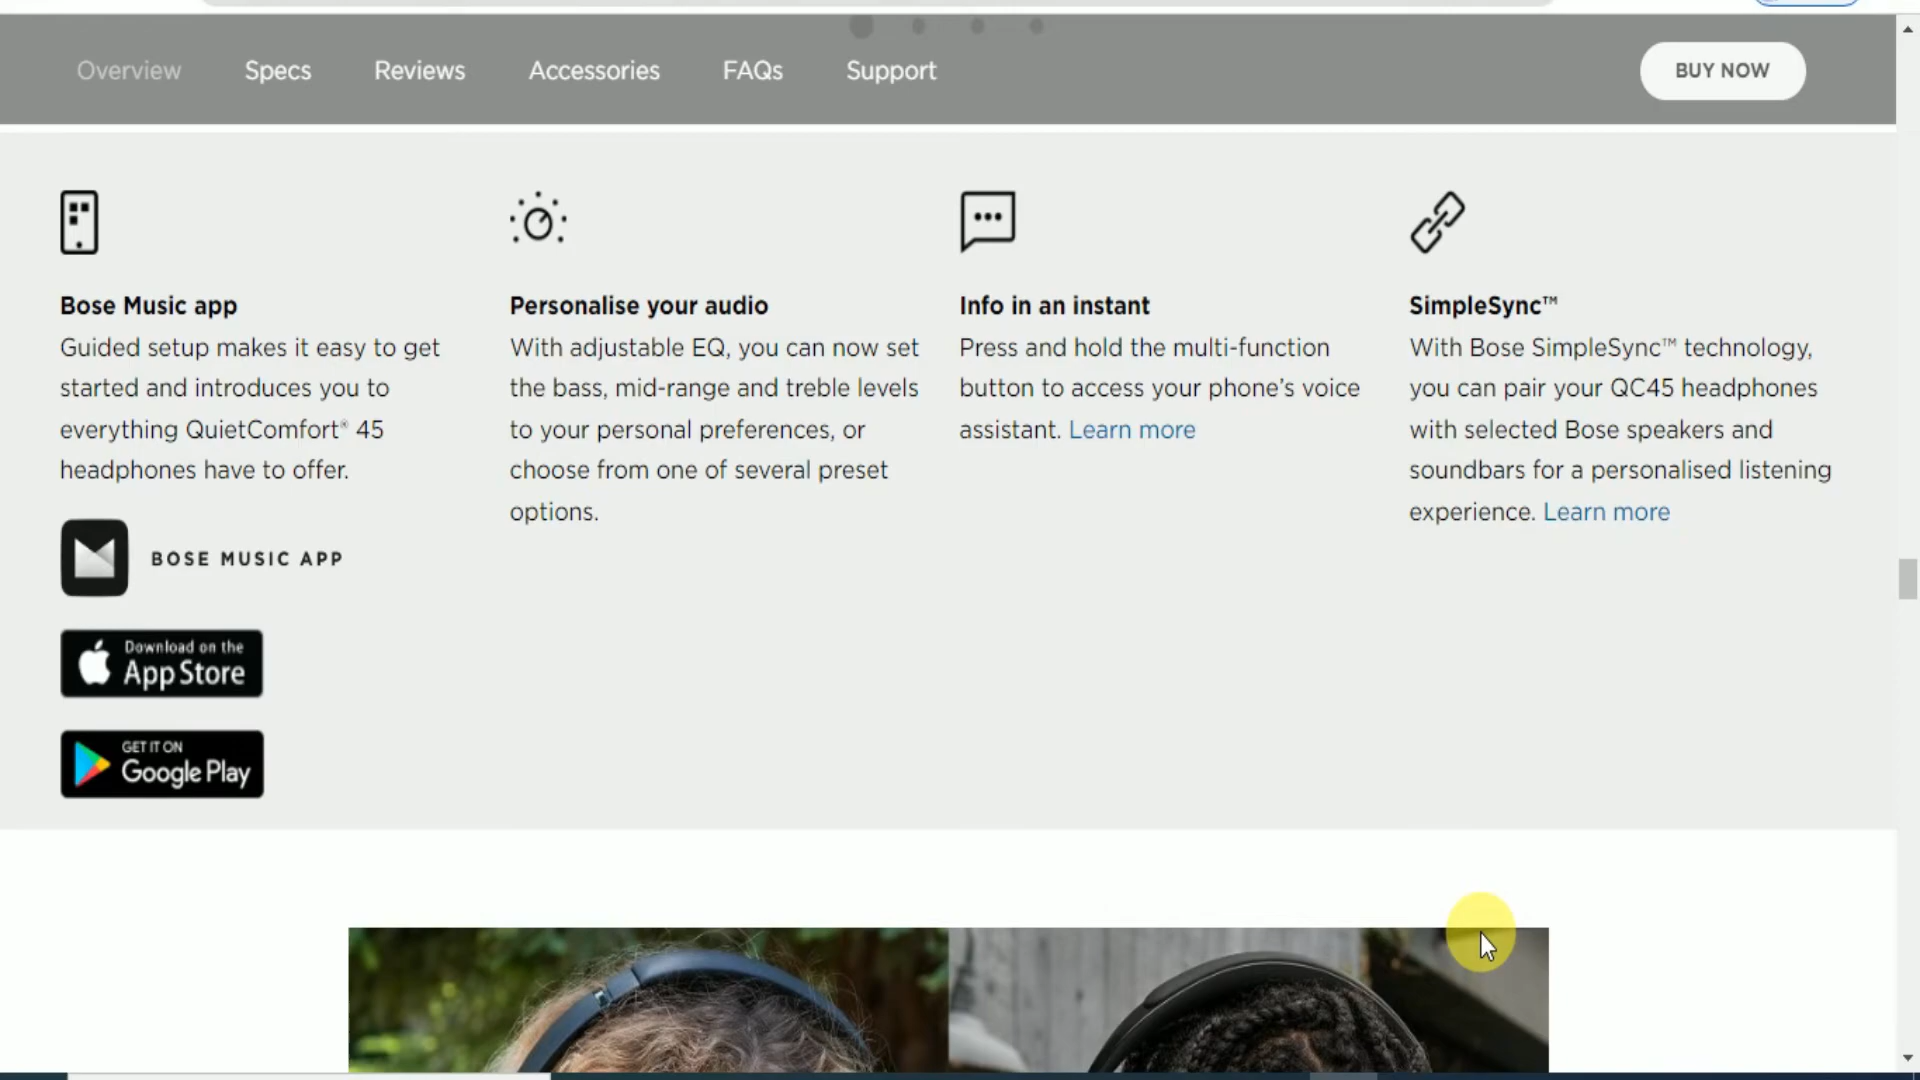 Overview Specs Reviews Accessories FAQs Support BUY NOW
Bose Music app
Guided setup makes it easy to get
started and introduces you to
everything QuietComfort® 45
headphones have to offer.
BOSE MUSIC APP
Download on the
App Store
GET IT ON
Google Play
Personalise your audio
With adjustable EQ, you can now set
the bass, mid-range and treble levels
to your personal preferences, or
choose from one of several preset
options.
Info in an instant
Press and hold the multi-function
button to access your phone’s voice
assistant. Learn more
SimpleSync™
With Bose SimpleSync™ technology,
you can pair your QC45 headphones
with selected Bose speakers and
soundbars for a personalised listening
experience. Learn more